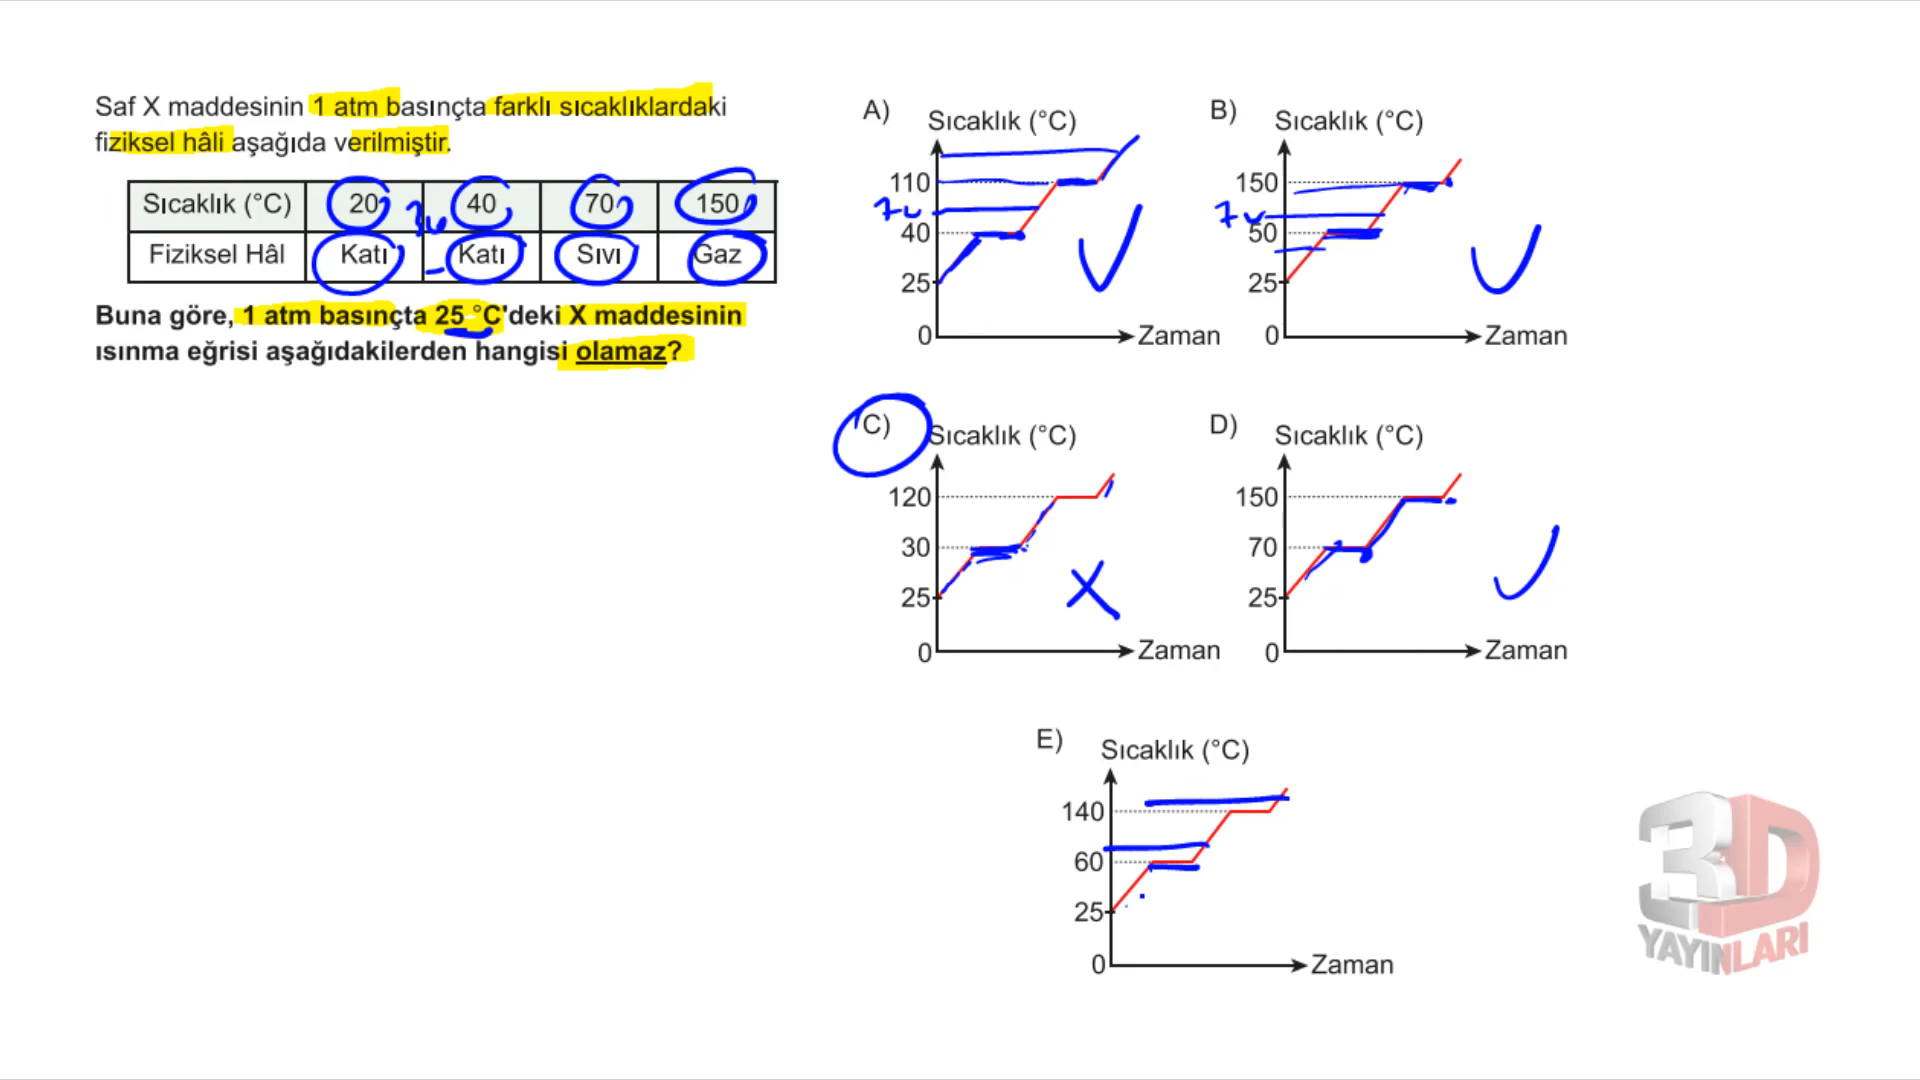 Saf X maddesinin 1 atm basınçta farklı sıcaklıklardaki
fiziksel hâli aşağıda verilmiştir.
Sıcaklık (°C) 20 40 70 150
Fiziksel Hâl Katı Katı Sıvı Gaz
Buna göre, 1 atm basınçta 25 °C'deki X maddesinin
ısınma eğrisi aşağıdakilerden hangisi olamaz?
A)
Sıcaklık (°C)
110
70
40
25
0
Zaman
B)
Sıcaklık (°C)
150
70
50
25
0
Zaman
C)
Sıcaklık (°C)
120
30
25
0
Zaman
D)
Sıcaklık (°C)
150
70
25
0
Zaman
E)
Sıcaklık (°C)
140
60
25
0
Zaman
3D
YAYINLARI